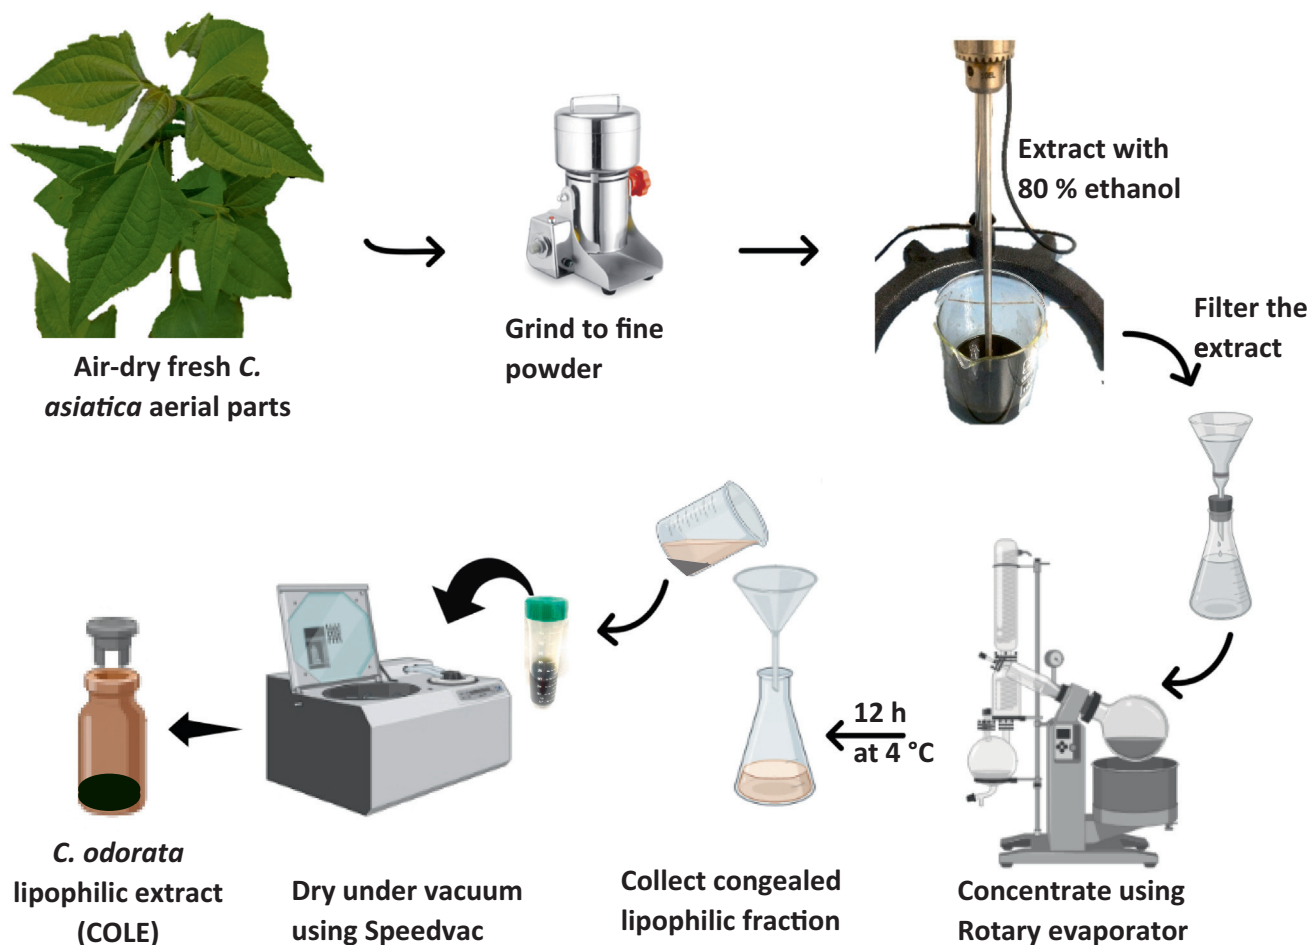 Air-dry fresh C.
asiatica aerial parts
Grind to fine
powder
Extract with
80 % ethanol
Filter the
extract
Concentrate using
Rotary evaporator
12 h
at 4 °C
Collect congealed
lipophilic fraction
Dry under vacuum
using Speedvac
C. odorata
lipophilic extract
(COLE)